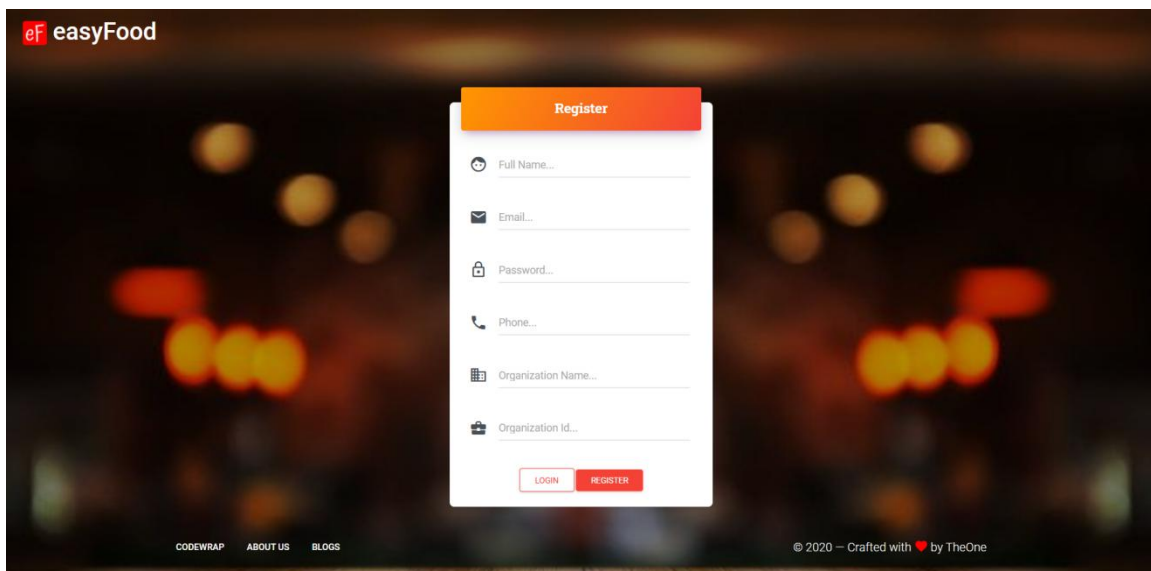 eF easyFood
Register
Full Name...
Email...
Password...
Phone...
Organization Name...
Organization Id...
LOGIN REGISTER
CODEWRAP ABOUT US BLOGS
© 2020 — Crafted with ❤ by TheOne